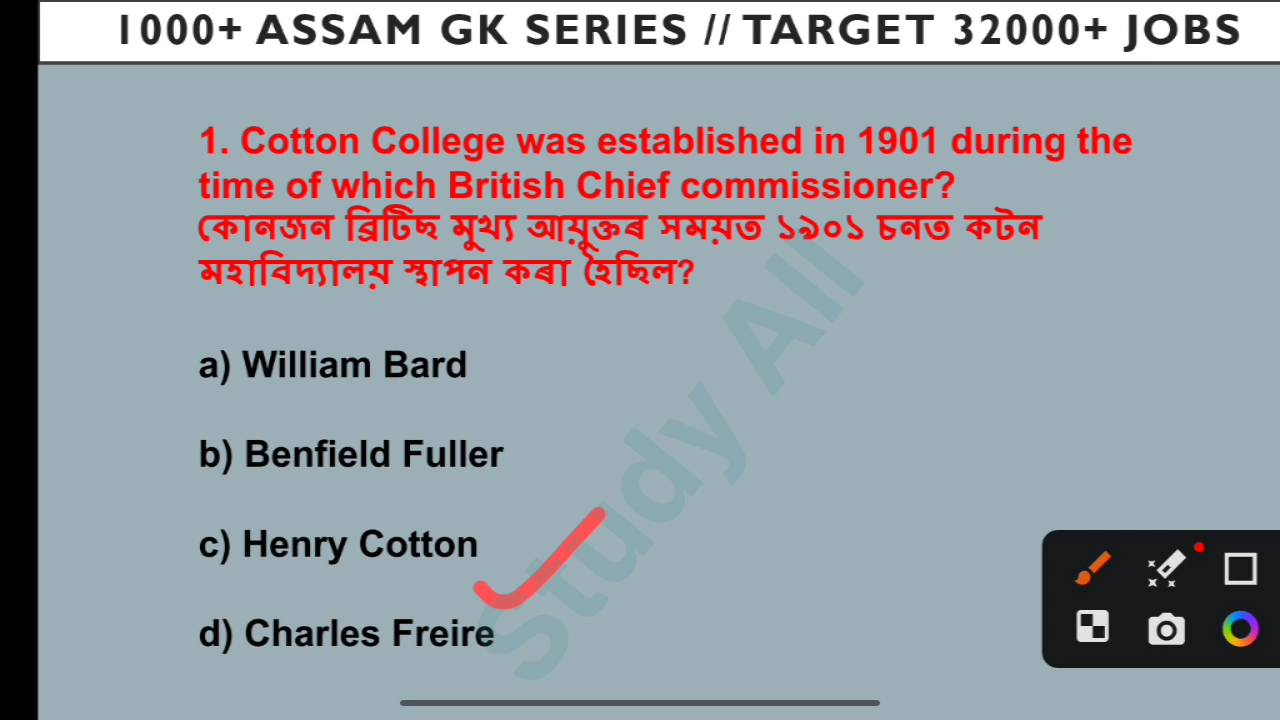 1000+ ASSAM GK SERIES // TARGET 32000+ JOBS
1. Cotton College was established in 1901 during the
time of which British Chief commissioner?
কোনজন ব্ৰিটিছ মুখ্য আয়ুক্তৰ সময়ত ১৯০১ চনত কটন
মহাবিদ্যালয় স্থাপন কৰা হৈছিল?
a) William Bard
b) Benfield Fuller
c) Henry Cotton
d) Charles Freire
Study All